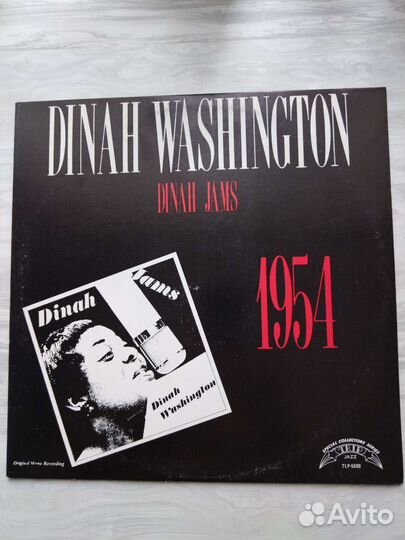 DINAH WASHINGTON
DINAH JAMS
1954
Dinah
Jams
Dinah
Washington
Original Mono Recording
SPECIAL COLLECTORS SERIES
TRIP
JAZZ
TLP-5500
Avito